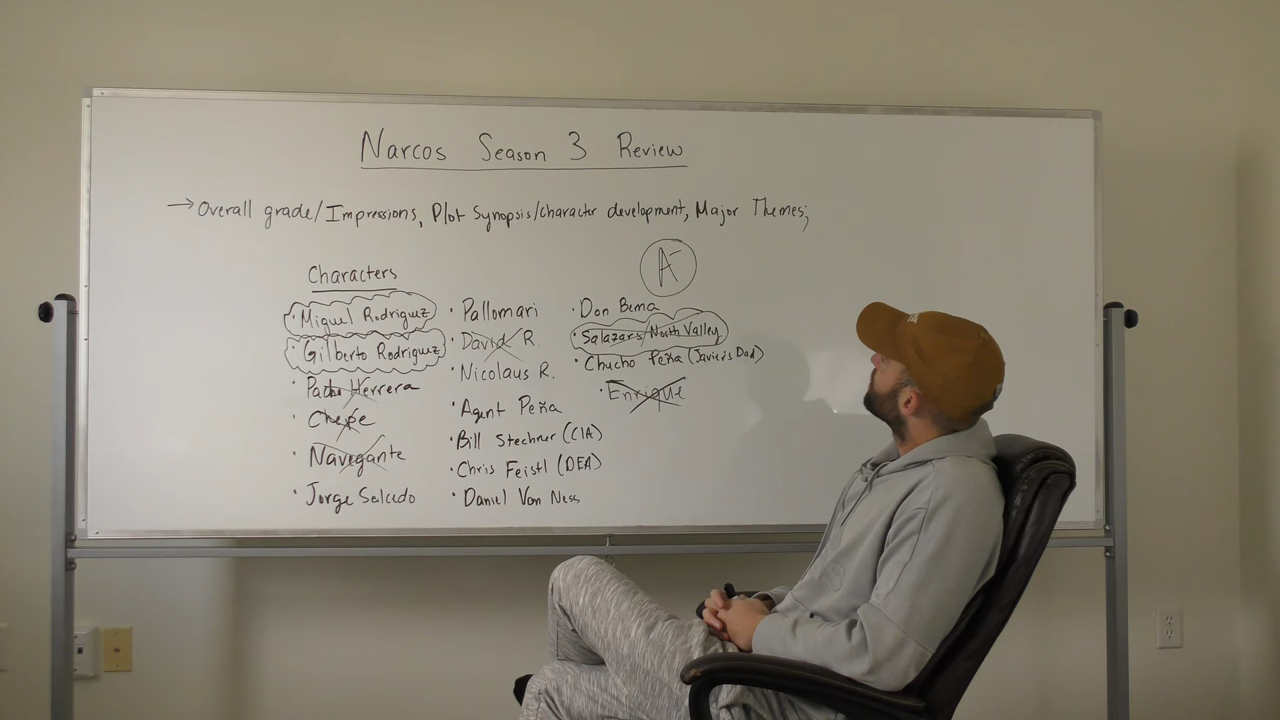 Narcos Season 3 Review
→ Overall grade/Impressions, Plot Synopsis/character development, Major Themes;
A-
Characters
· Miguel Rodriguez
· Gilberto Rodriguez
· Pacho Herrera
· Chepe
· Navegante
· Jorge Salcedo
· Pallomari
· David R.
· Nicolaus R.
· Agent Peña
· Bill Stechner (CIA)
· Chris Feistl (DEA)
· Daniel Van Ness
· Don Berna
· Salazars/North Valley
· Chucho Peña (Javier's Dad)
· Enrique